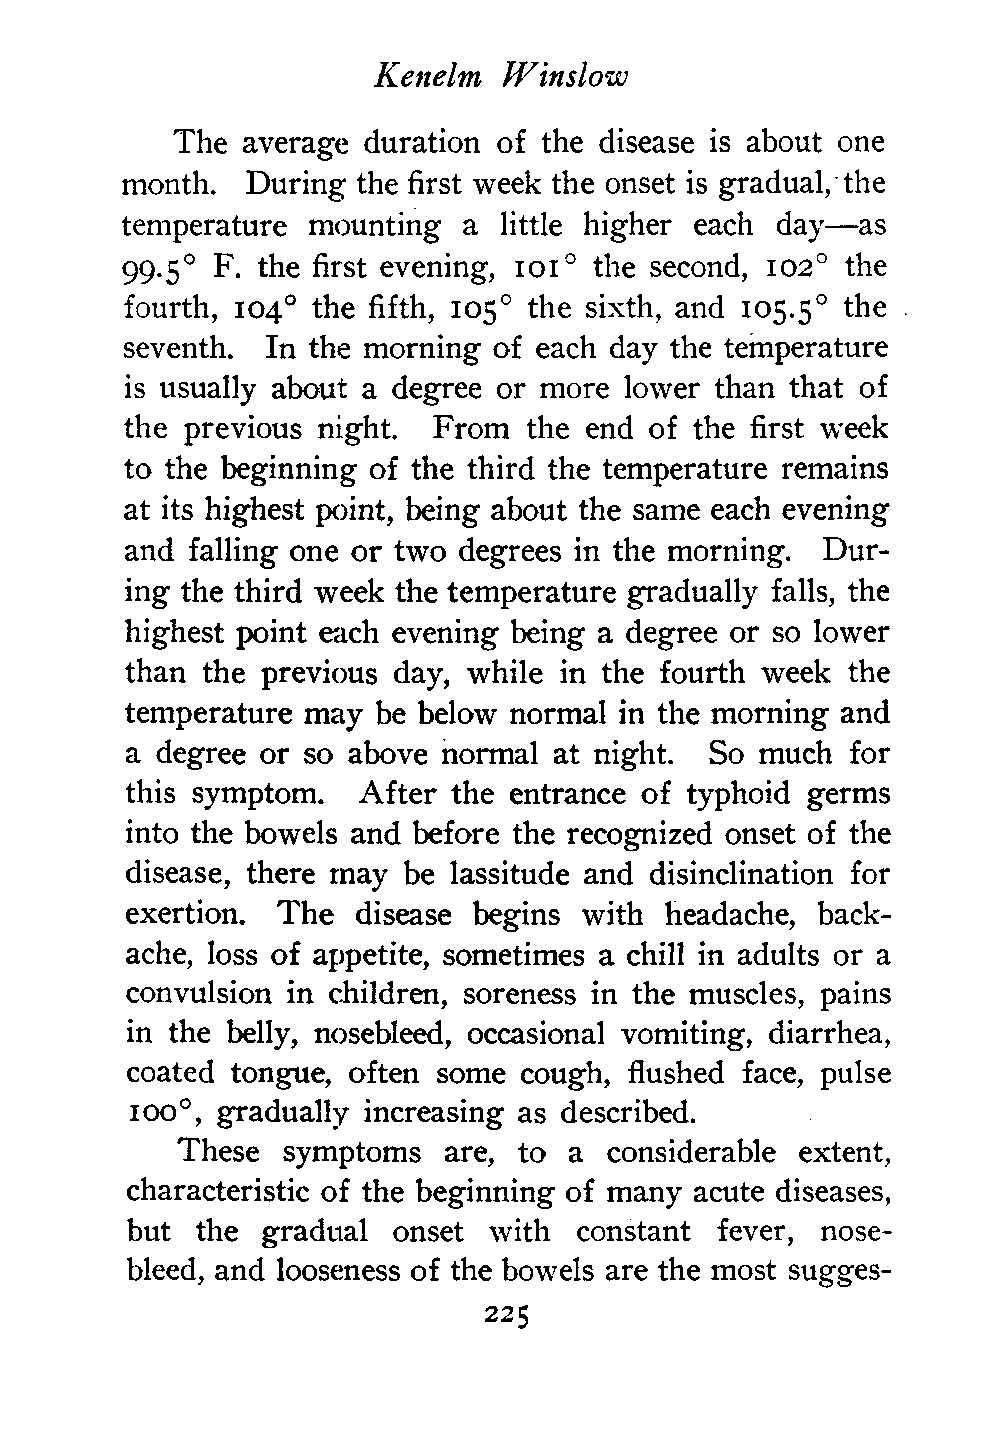 Kenelm Winslow
The average duration of the disease is about one
month. During the first week the onset is gradual, the
temperature mounting a little higher each day—as
99.5° F. the first evening, 101° the second, 102° the
fourth, 104° the fifth, 105° the sixth, and 105.5° the
seventh. In the morning of each day the temperature
is usually about a degree or more lower than that of
the previous night. From the end of the first week
to the beginning of the third the temperature remains
at its highest point, being about the same each evening
and falling one or two degrees in the morning. Dur-
ing the third week the temperature gradually falls, the
highest point each evening being a degree or so lower
than the previous day, while in the fourth week the
temperature may be below normal in the morning and
a degree or so above normal at night. So much for
this symptom. After the entrance of typhoid germs
into the bowels and before the recognized onset of the
disease, there may be lassitude and disinclination for
exertion. The disease begins with headache, back-
ache, loss of appetite, sometimes a chill in adults or a
convulsion in children, soreness in the muscles, pains
in the belly, nosebleed, occasional vomiting, diarrhea,
coated tongue, often some cough, flushed face, pulse
100°, gradually increasing as described.
These symptoms are, to a considerable extent,
characteristic of the beginning of many acute diseases,
but the gradual onset with constant fever, nose-
bleed, and looseness of the bowels are the most sugges-
225